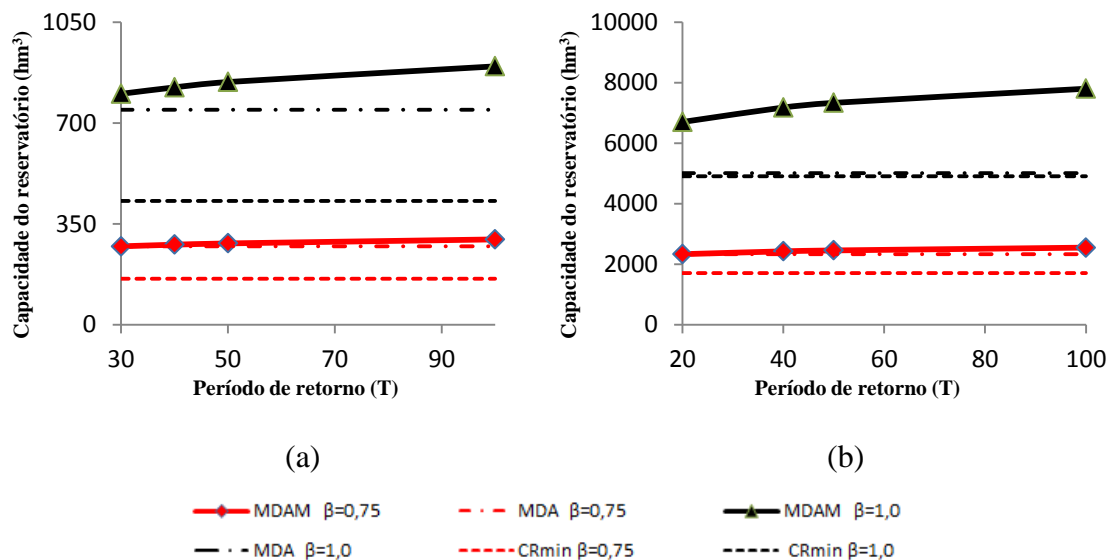 1050
700
350
0
30
50
70
90
Capacidade do reservatório (hm³)
Período de retorno (T)
(a)
10000
8000
6000
4000
2000
0
20
40
60
80
100
Capacidade do reservatório (hm³)
Período de retorno (T)
(b)
MDAM β=0,75
MDA β=0,75
MDAM β=1,0
MDA β=1,0
CRmin β=0,75
CRmin β=1,0